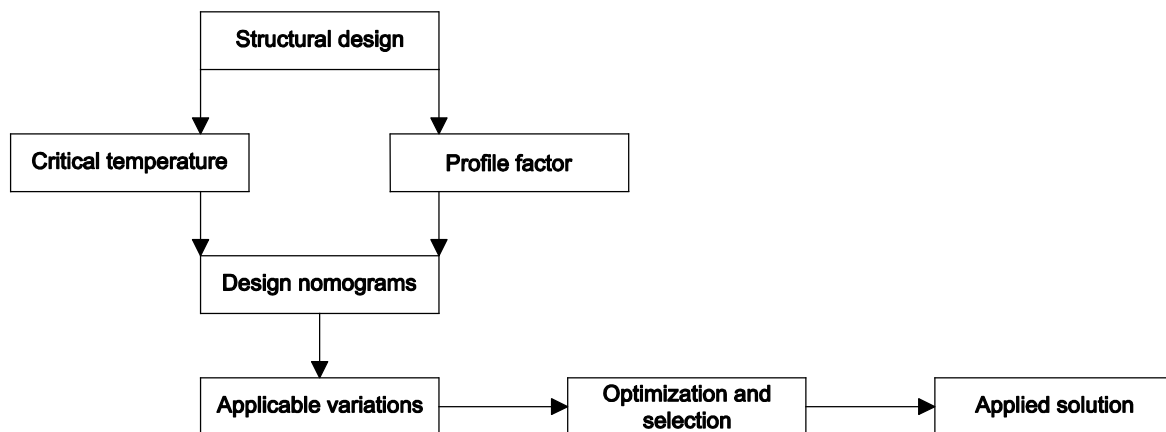 Structural design
Critical temperature
Profile factor
Design nomograms
Applicable variations
Optimization and
selection
Applied solution